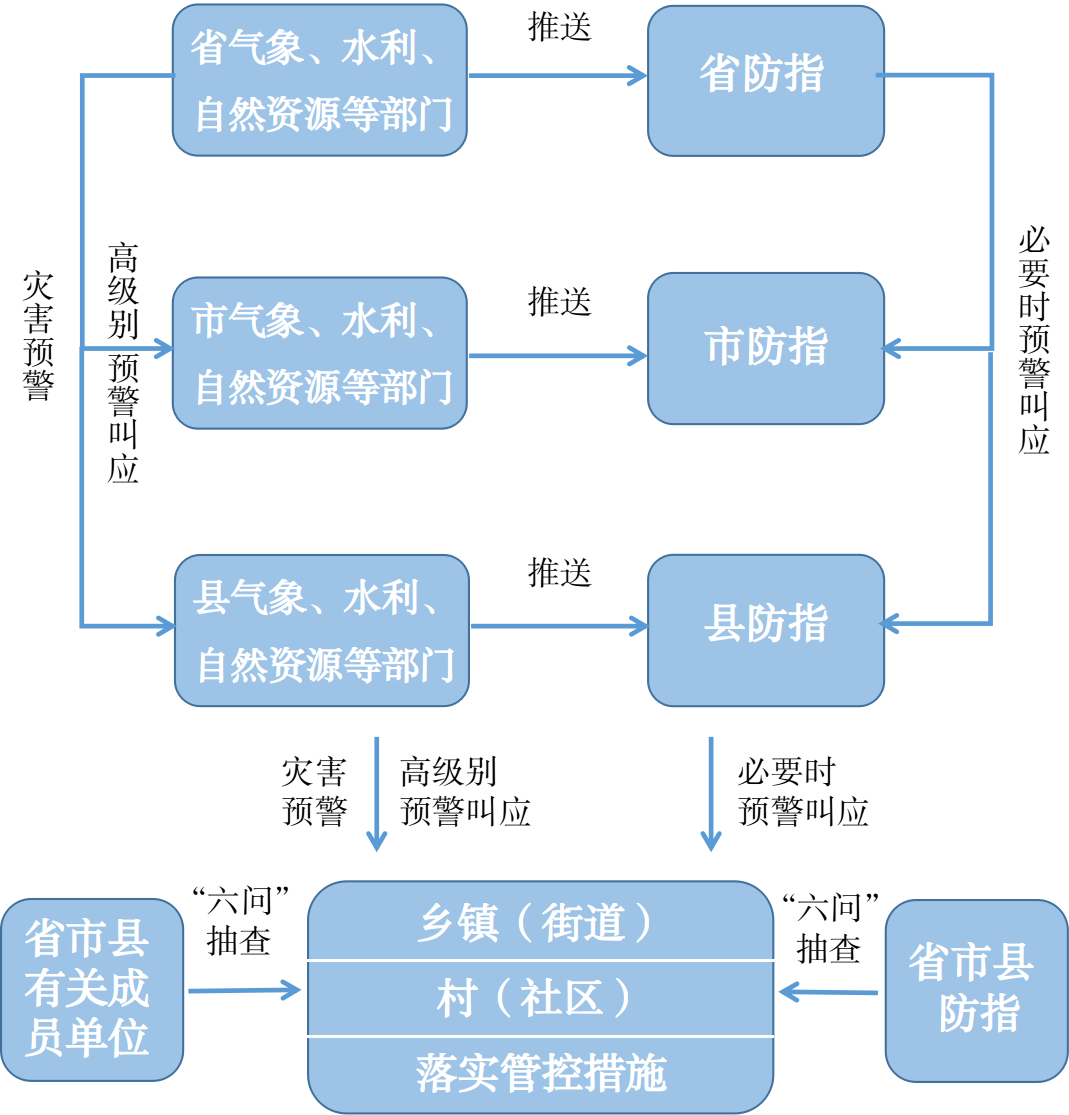 省气象、水利、
自然资源等部门
推送
省防指
灾害预警
高级别预警叫应
市气象、水利、
自然资源等部门
推送
市防指
必要时预警叫应
县气象、水利、
自然资源等部门
推送
县防指
灾害
预警
高级别
预警叫应
必要时
预警叫应
省市县
有关成
员单位
“六问”
抽查
乡镇（街道）
村（社区）
落实管控措施
“六问”
抽查
省市县
防指